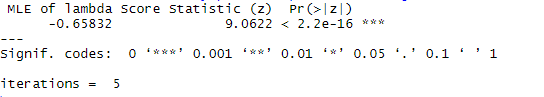 MLE of lambda Score Statistic (z) Pr(>|z|)
-0.65832 9.0622 < 2.2e-16 ***
---
Signif. codes: 0 ‘***’ 0.001 ‘**’ 0.01 ‘*’ 0.05 ‘.’ 0.1 ‘ ’ 1
iterations = 5